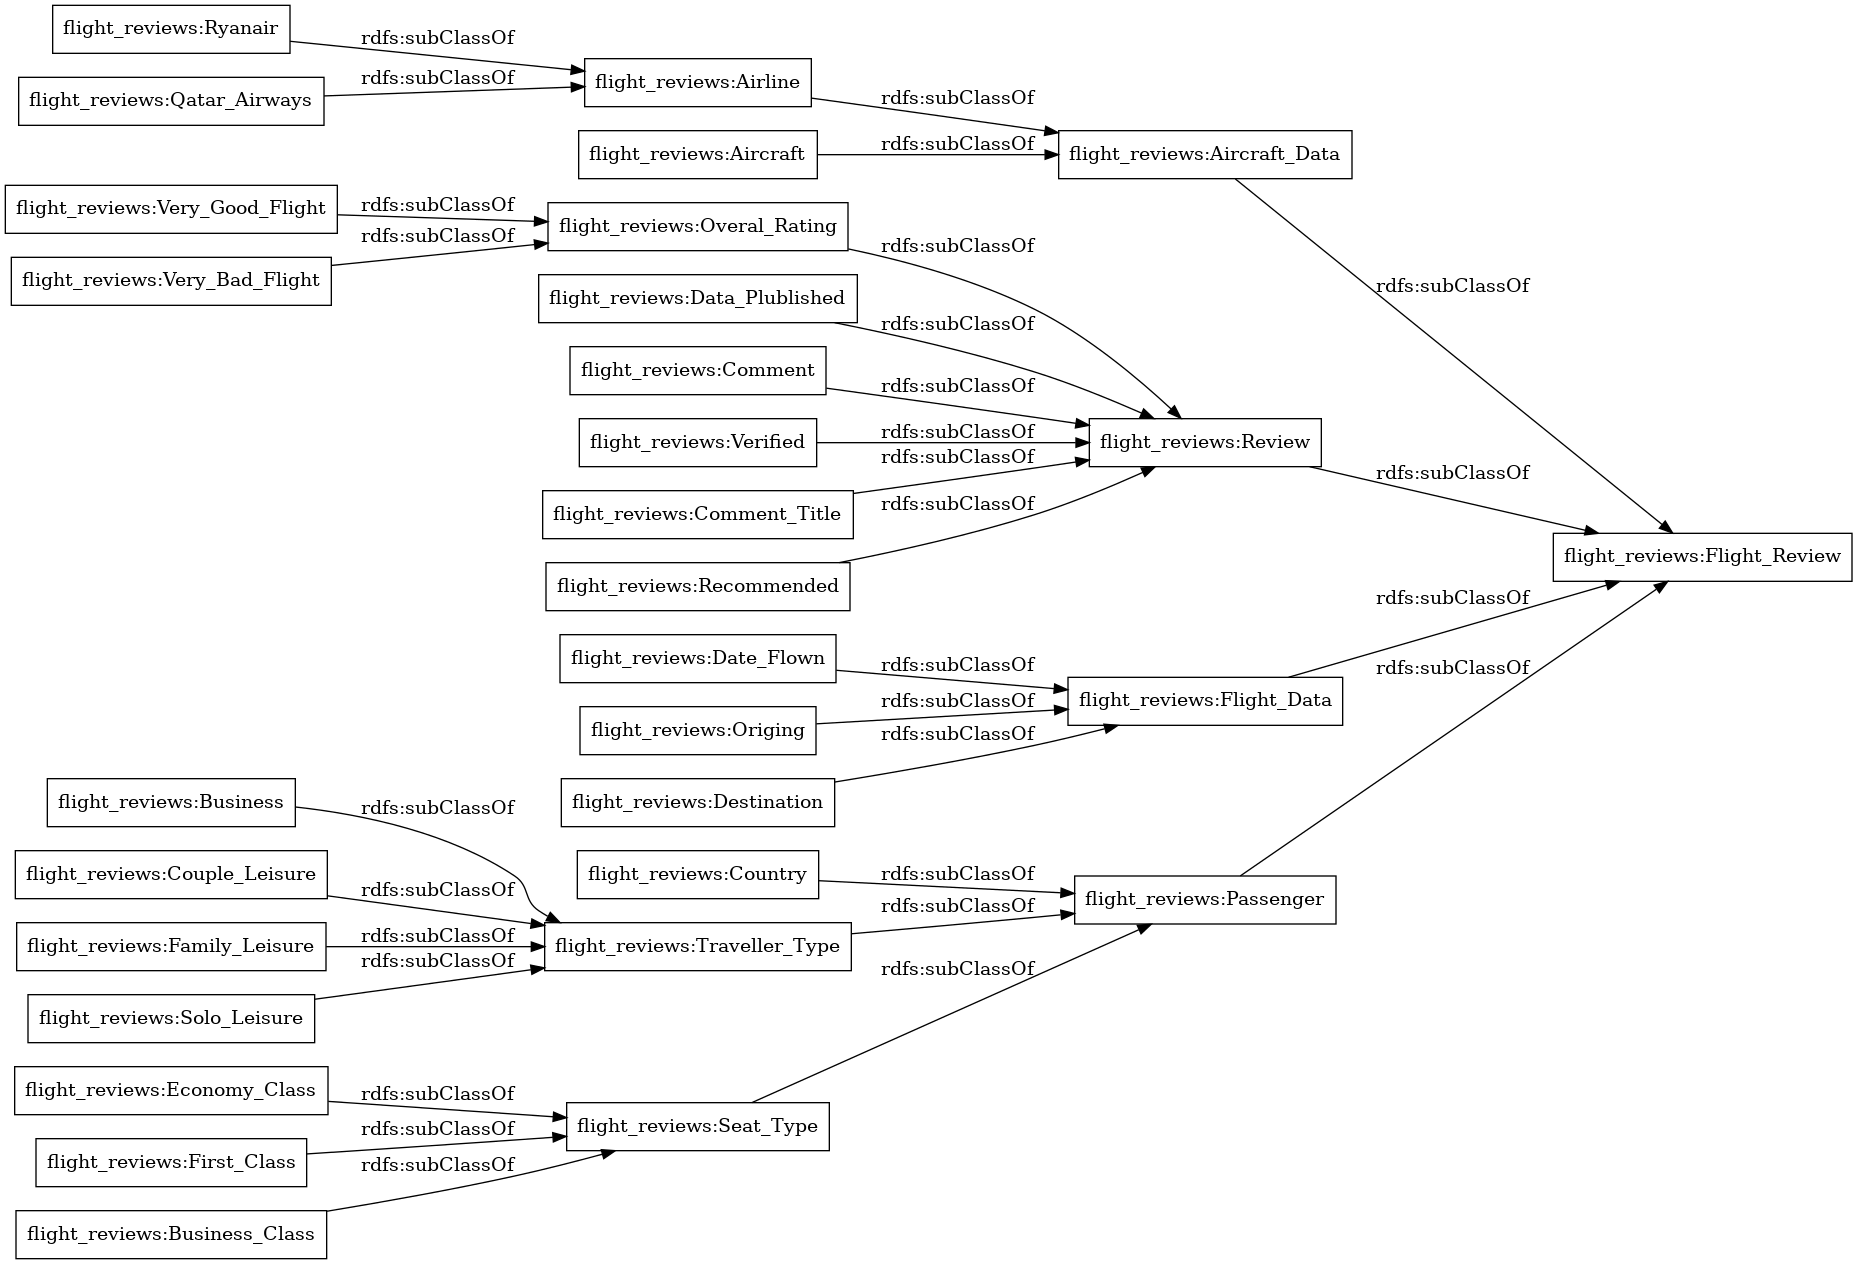 flight_reviews:Ryanair
rdfs:subClassOf
flight_reviews:Qatar_Airways
rdfs:subClassOf
flight_reviews:Airline
rdfs:subClassOf
flight_reviews:Aircraft
rdfs:subClassOf
flight_reviews:Aircraft_Data
rdfs:subClassOf
flight_reviews:Very_Good_Flight
rdfs:subClassOf
flight_reviews:Very_Bad_Flight
rdfs:subClassOf
flight_reviews:Overal_Rating
rdfs:subClassOf
flight_reviews:Data_Plublished
rdfs:subClassOf
flight_reviews:Comment
rdfs:subClassOf
flight_reviews:Verified
rdfs:subClassOf
flight_reviews:Comment_Title
rdfs:subClassOf
flight_reviews:Recommended
rdfs:subClassOf
flight_reviews:Review
rdfs:subClassOf
flight_reviews:Flight_Review
flight_reviews:Date_Flown
rdfs:subClassOf
flight_reviews:Origing
rdfs:subClassOf
flight_reviews:Destination
rdfs:subClassOf
flight_reviews:Flight_Data
rdfs:subClassOf
flight_reviews:Business
rdfs:subClassOf
flight_reviews:Couple_Leisure
rdfs:subClassOf
flight_reviews:Family_Leisure
rdfs:subClassOf
flight_reviews:Solo_Leisure
rdfs:subClassOf
flight_reviews:Country
rdfs:subClassOf
flight_reviews:Traveller_Type
rdfs:subClassOf
flight_reviews:Passenger
rdfs:subClassOf
flight_reviews:Economy_Class
rdfs:subClassOf
flight_reviews:First_Class
rdfs:subClassOf
flight_reviews:Business_Class
rdfs:subClassOf
flight_reviews:Seat_Type
rdfs:subClassOf